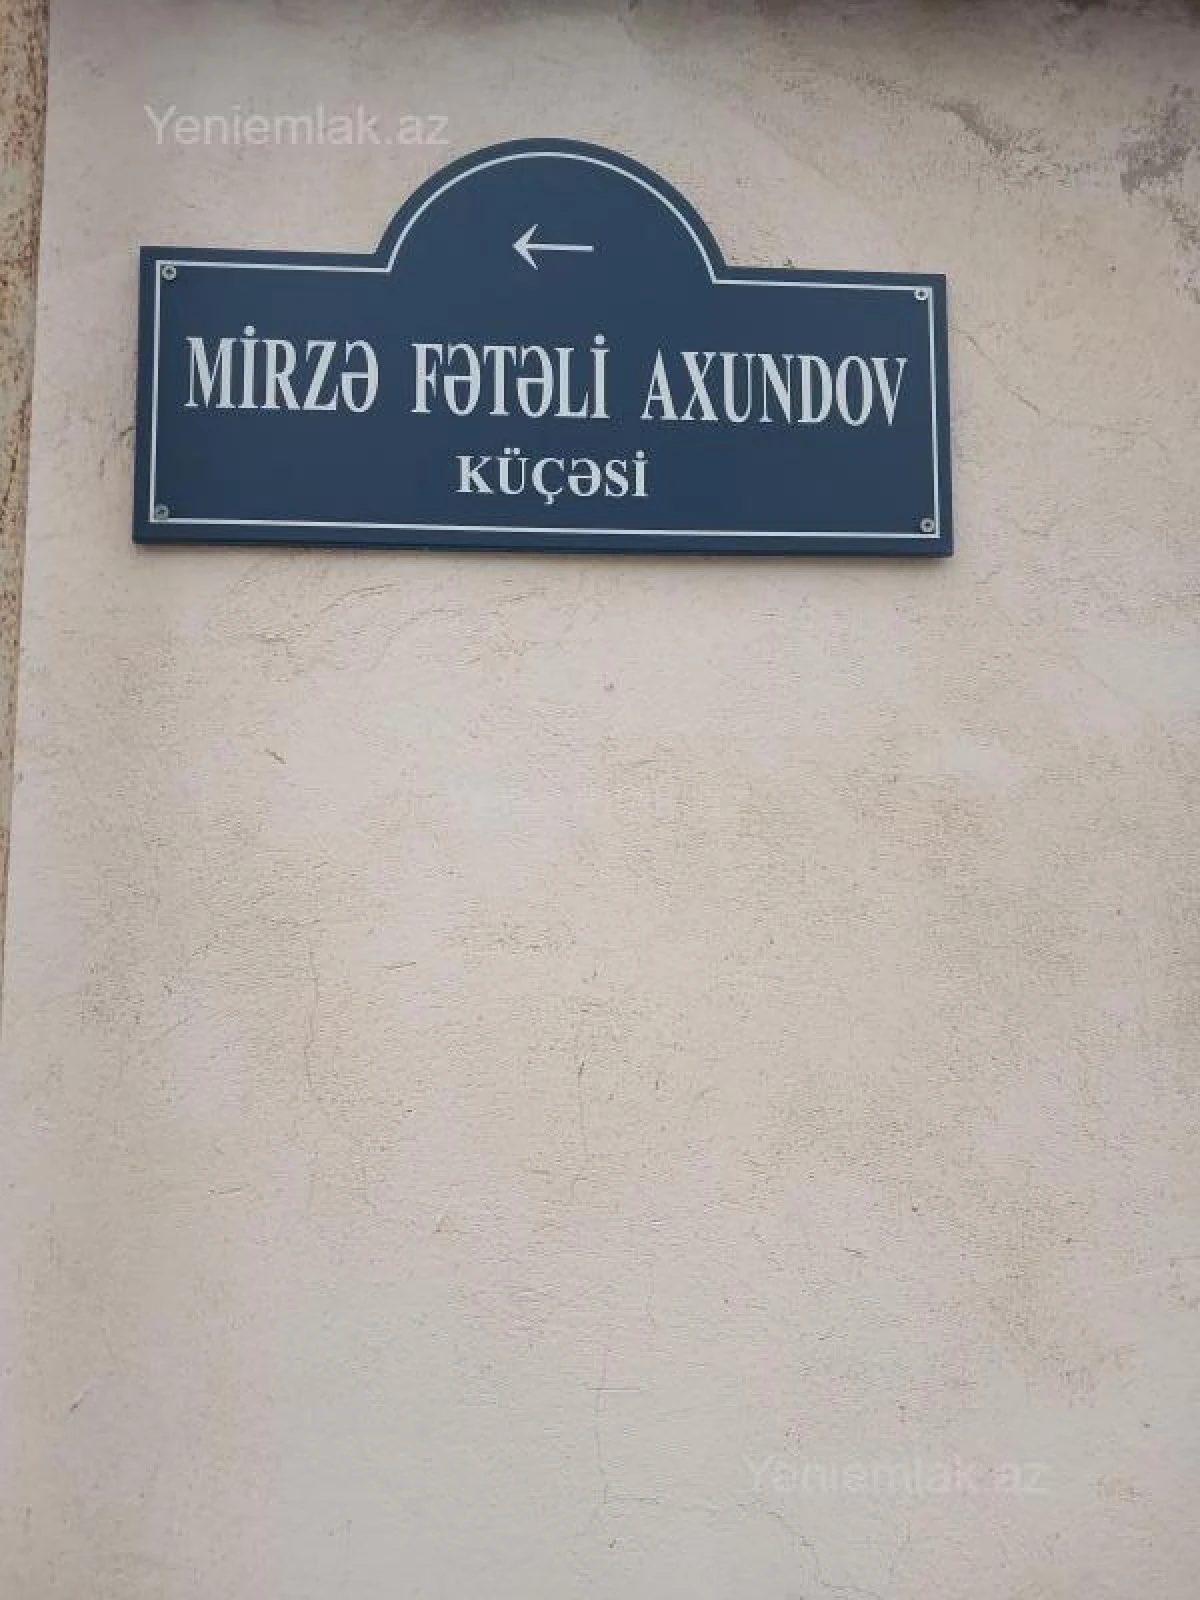 Yeniemlak.az
←
MİRZƏ FƏTƏLİ AXUNDOV
KÜÇƏSİ
Yeniemlak.az